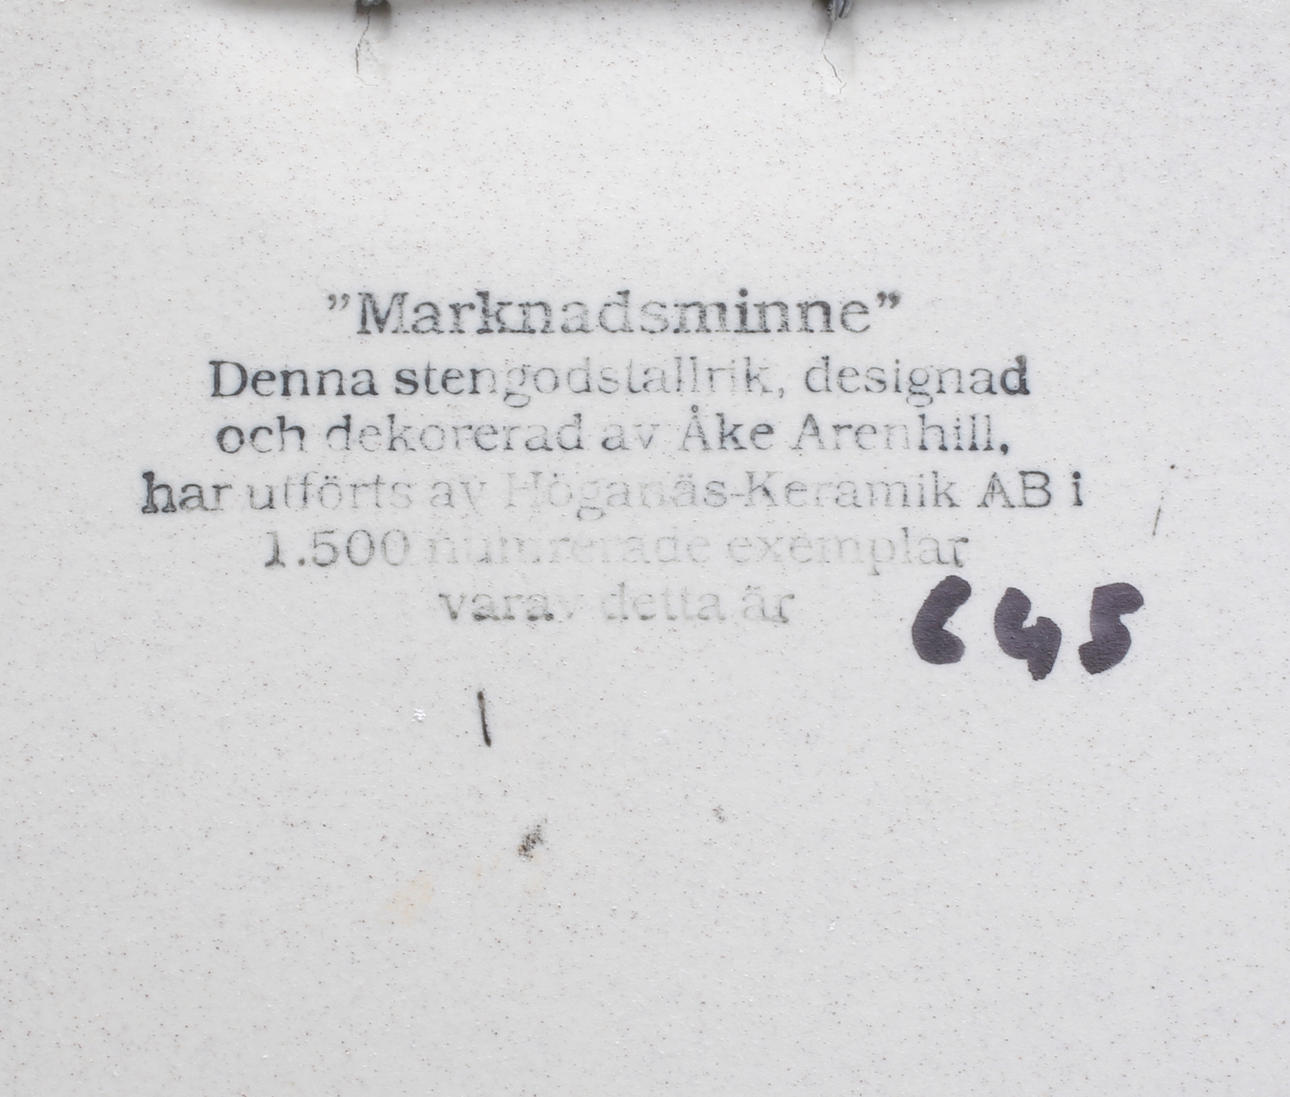 ”Marknadsminne”
Denna stengodstallrik, designad
och dekorerad av Åke Arenhill,
har utförts av Höganäs-Keramik AB i
1.500 numrerade exemplar
varav detta är 645